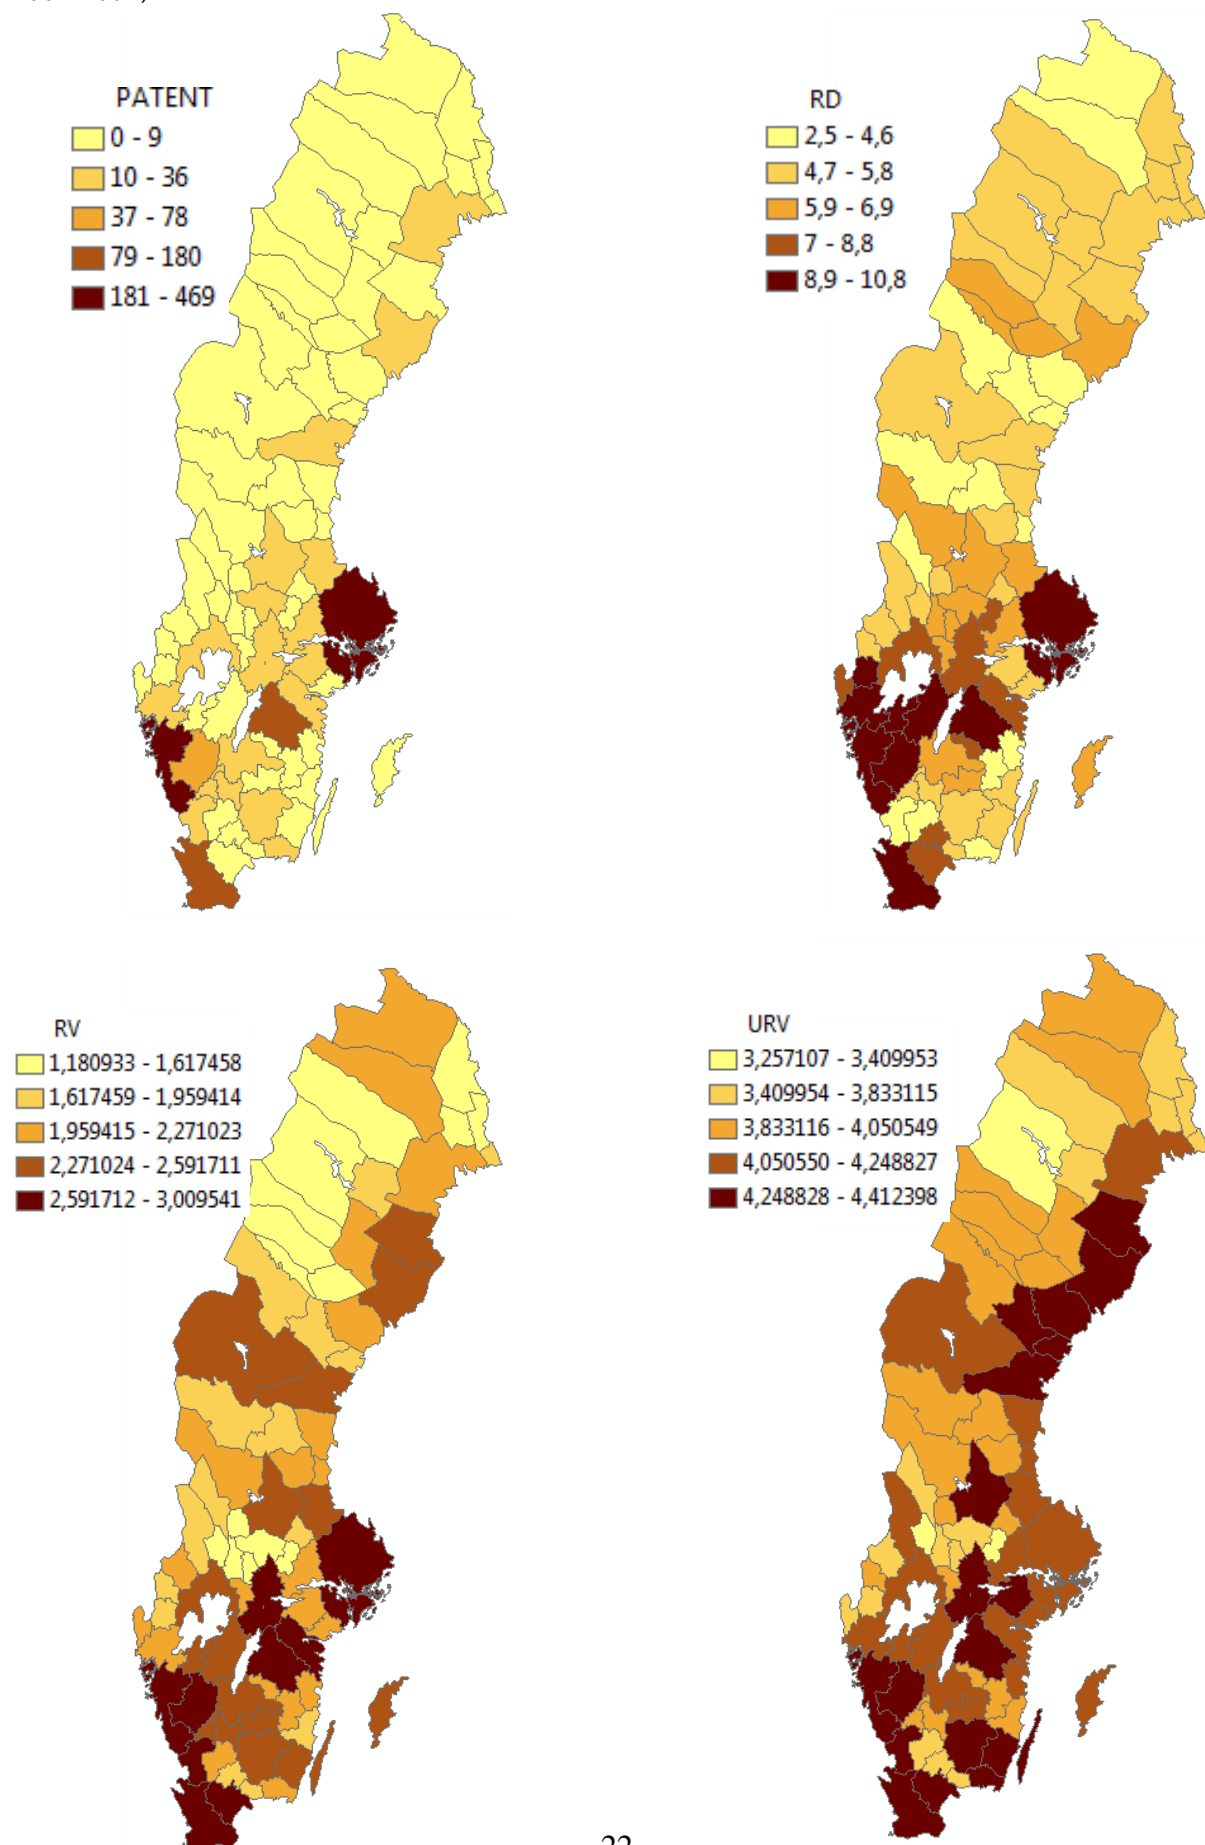 PATENT
0 - 9
10 - 36
37 - 78
79 - 180
181 - 469
RD
2,5 - 4,6
4,7 - 5,8
5,9 - 6,9
7 - 8,8
8,9 - 10,8
RV
1,180933 - 1,617458
1,617459 - 1,959414
1,959415 - 2,271023
2,271024 - 2,591711
2,591712 - 3,009541
URV
3,257107 - 3,409953
3,409954 - 3,833115
3,833116 - 4,050549
4,050550 - 4,248827
4,248828 - 4,412398